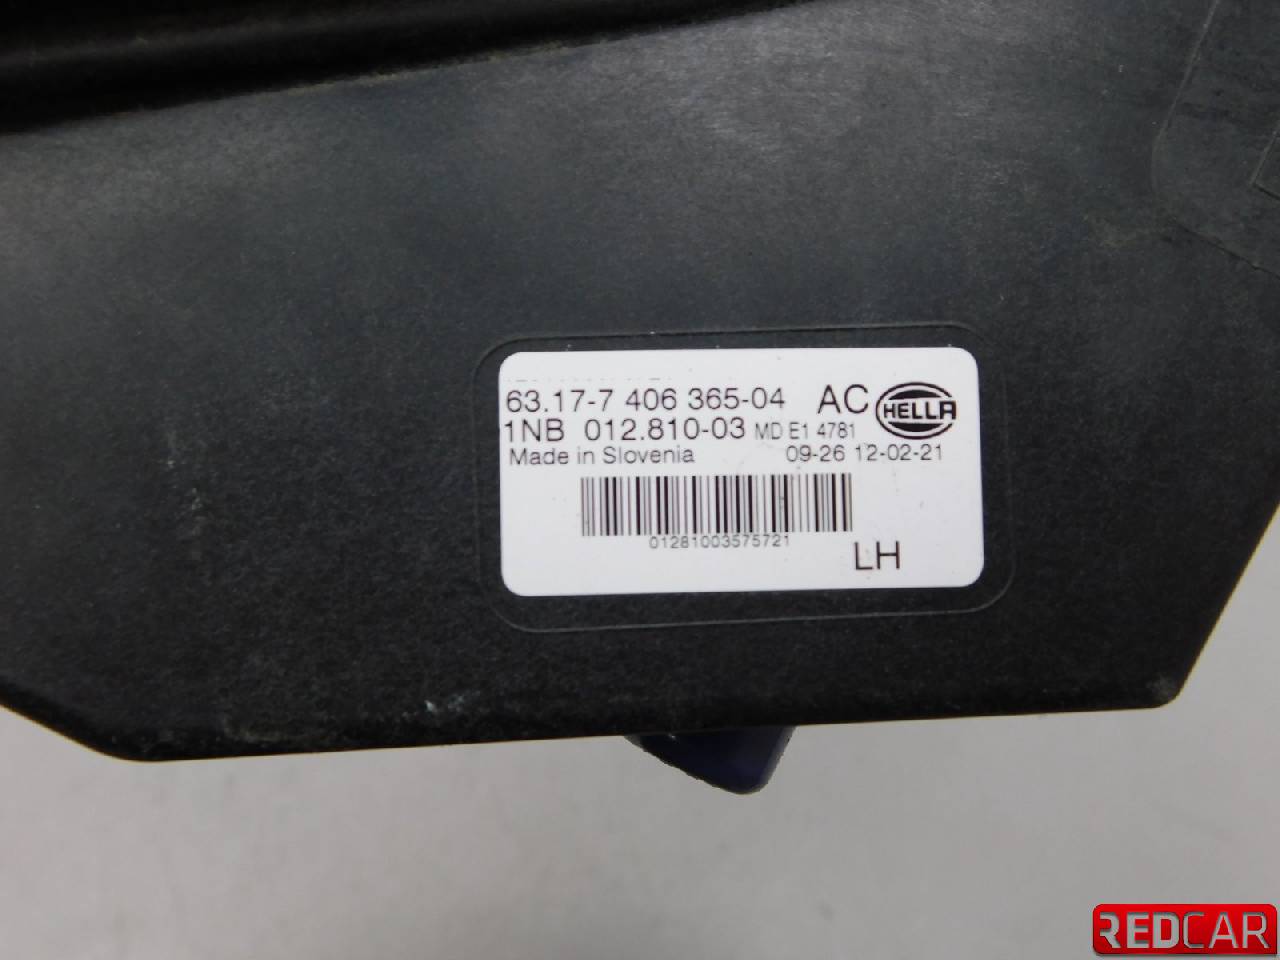 63.17-7 406 365-04 AC HELLA
1NB 012.810-03 MD E1 4781
Made in Slovenia 09-26 12-02-21
01281003575721
LH
REDCAR